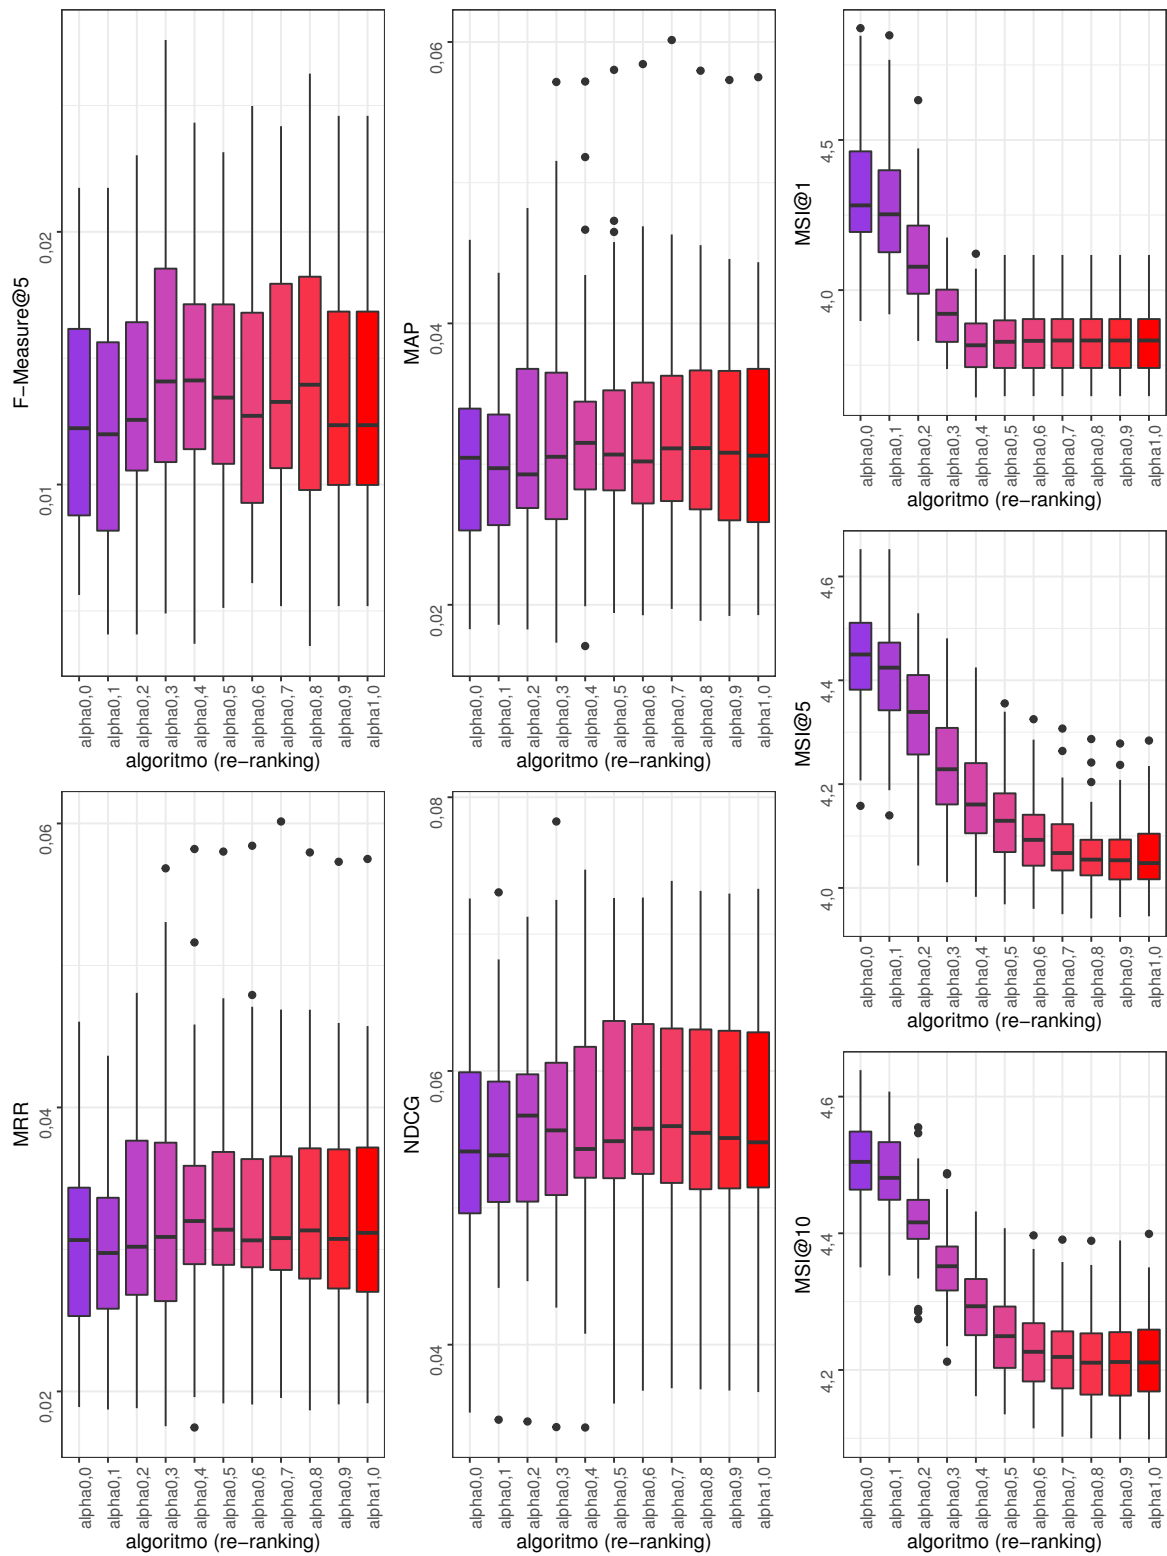 F−Measure@5
0,02
0,01
alpha0,0
alpha0,1
alpha0,2
alpha0,3
alpha0,4
alpha0,5
alpha0,6
alpha0,7
alpha0,8
alpha0,9
alpha1,0
algoritmo (re−ranking)
MAP
0,06
0,04
0,02
alpha0,0
alpha0,1
alpha0,2
alpha0,3
alpha0,4
alpha0,5
alpha0,6
alpha0,7
alpha0,8
alpha0,9
alpha1,0
algoritmo (re−ranking)
MSI@1
4,5
4,0
alpha0,0
alpha0,1
alpha0,2
alpha0,3
alpha0,4
alpha0,5
alpha0,6
alpha0,7
alpha0,8
alpha0,9
alpha1,0
algoritmo (re−ranking)
MSI@5
4,6
4,4
4,2
4,0
alpha0,0
alpha0,1
alpha0,2
alpha0,3
alpha0,4
alpha0,5
alpha0,6
alpha0,7
alpha0,8
alpha0,9
alpha1,0
algoritmo (re−ranking)
MRR
0,06
0,04
0,02
alpha0,0
alpha0,1
alpha0,2
alpha0,3
alpha0,4
alpha0,5
alpha0,6
alpha0,7
alpha0,8
alpha0,9
alpha1,0
algoritmo (re−ranking)
NDCG
0,08
0,06
0,04
alpha0,0
alpha0,1
alpha0,2
alpha0,3
alpha0,4
alpha0,5
alpha0,6
alpha0,7
alpha0,8
alpha0,9
alpha1,0
algoritmo (re−ranking)
MSI@10
4,6
4,4
4,2
alpha0,0
alpha0,1
alpha0,2
alpha0,3
alpha0,4
alpha0,5
alpha0,6
alpha0,7
alpha0,8
alpha0,9
alpha1,0
algoritmo (re−ranking)